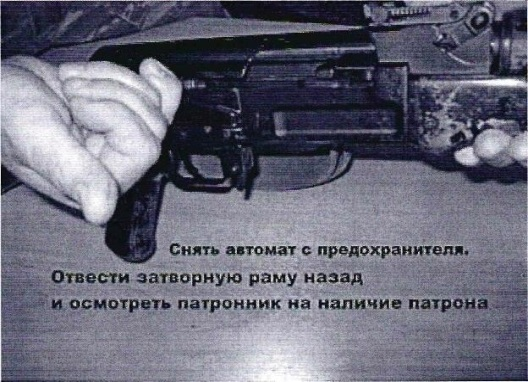 Снять автомат с предохранителя.
Отвести затворную раму назад
и осмотреть патронник на наличие патрона